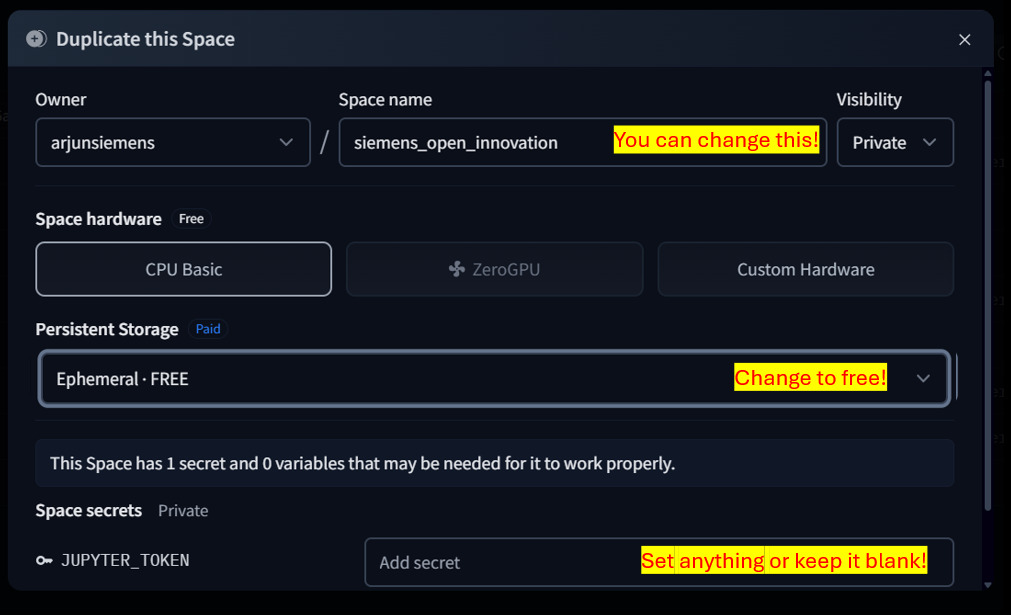 Duplicate this Space
Owner
Space name
Visibility
arjunsiemens
/
siemens_open_innovation
You can change this!
Private
Space hardware Free
CPU Basic
ZeroGPU
Custom Hardware
Persistent Storage Paid
Ephemeral · FREE
Change to free!
This Space has 1 secret and 0 variables that may be needed for it to work properly.
Space secrets Private
JUPYTER_TOKEN
Add secret
Set anything or keep it blank!